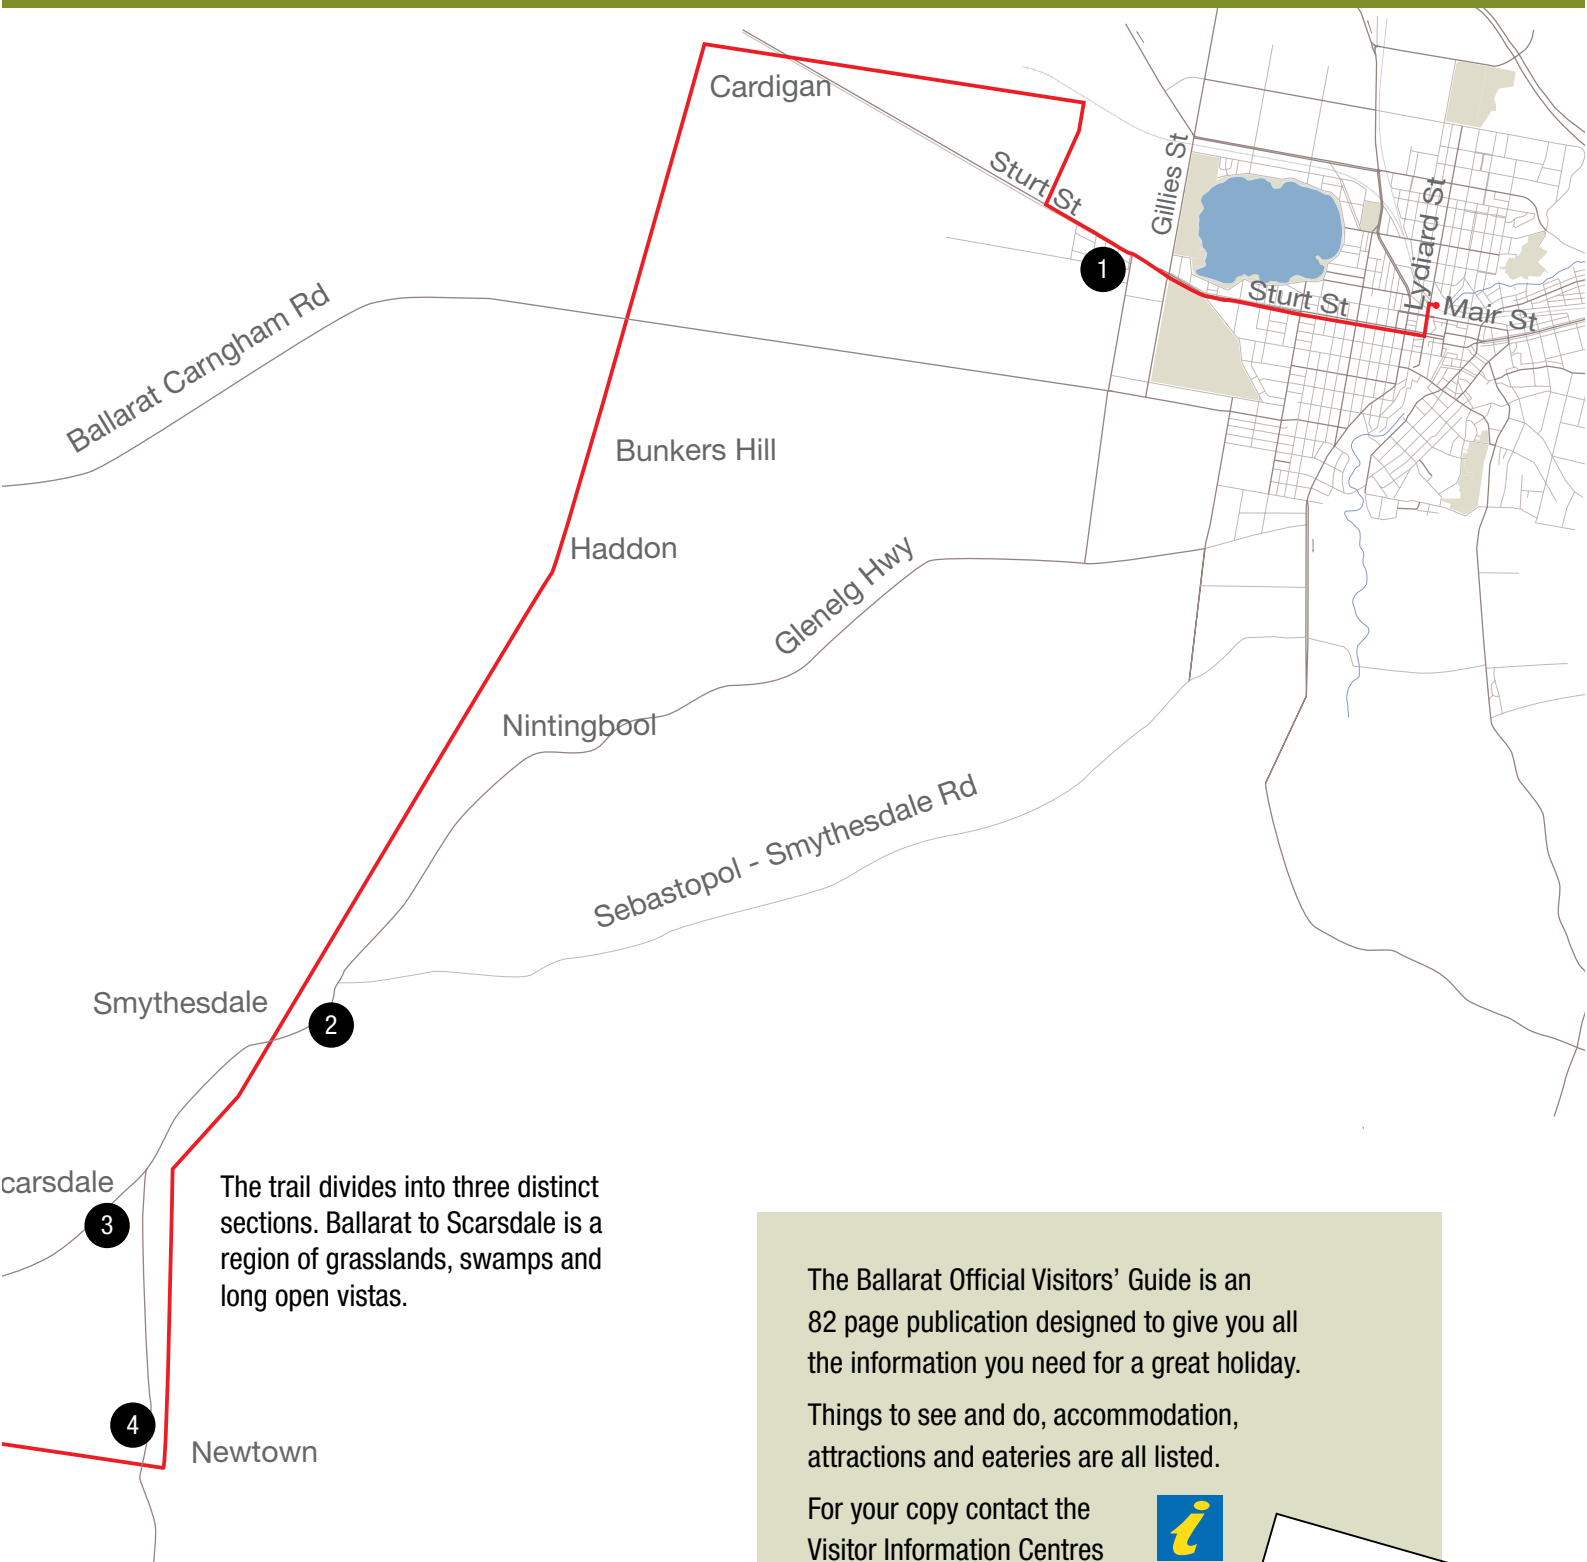 Cardigan
Sturt St
Gillies St
Lydiard St
1
Sturt St
Mair St
Ballarat Carngham Rd
Bunkers Hill
Haddon
Glenelg Hwy
Nintingbool
Sebastopol - Smythesdale Rd
Smythesdale
2
carsdale
3
The trail divides into three distinct
sections. Ballarat to Scarsdale is a
region of grasslands, swamps and
long open vistas.
4
Newtown
The Ballarat Official Visitors’ Guide is an
82 page publication designed to give you all
the information you need for a great holiday.
Things to see and do, accommodation,
attractions and eateries are all listed.
For your copy contact the
Visitor Information Centres
i